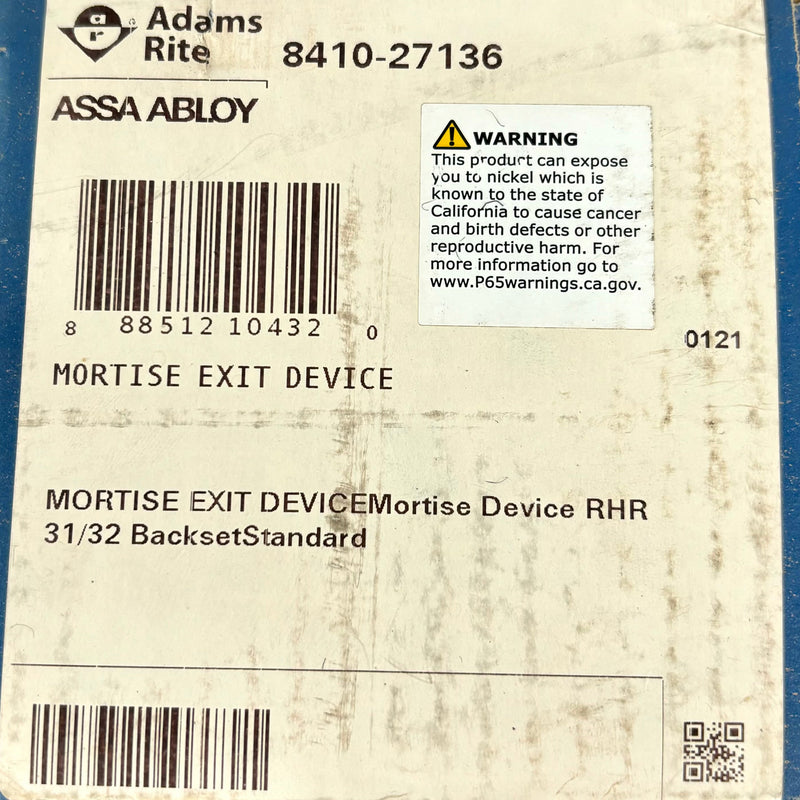 ar
Adams
Rite
8410-27136
ASSA ABLOY
WARNING
This product can expose
you to nickel which is
known to the state of
California to cause cancer
and birth defects or other
reproductive harm. For
more information go to
www.P65warnings.ca.gov.
8 88512 10432 0
0121
MORTISE EXIT DEVICE
MORTISE EXIT DEVICEMortise Device RHR
31/32 BacksetStandard